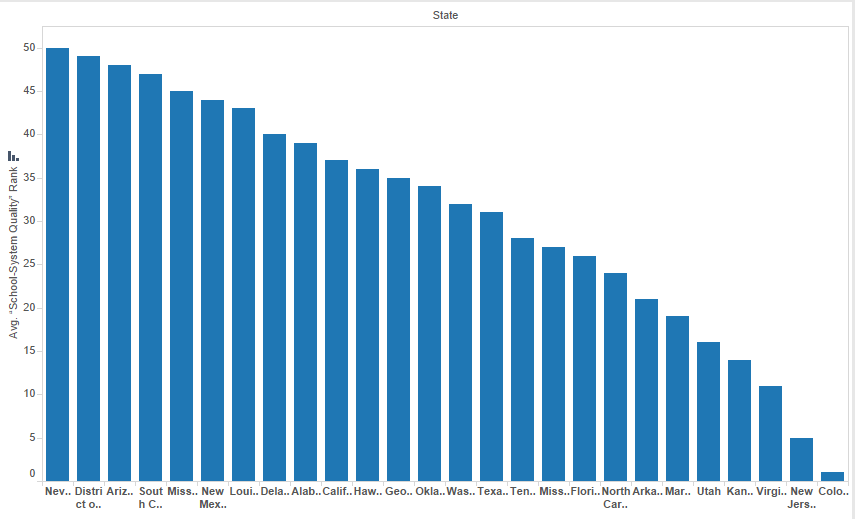 State
Avg. "School-System Quality" Rank
50
45
40
35
30
25
20
15
10
5
0
Nev.. Distri Ariz.. Sout Miss.. New Loui.. Dela.. Alab.. Calif.. Haw.. Geo.. Okla.. Was.. Texa.. Ten.. Miss.. Flori.. North Arka.. Mar.. Utah Kan.. Virgi.. New Colo..
ct o.. h C.. Mex.. Car.. Jers..